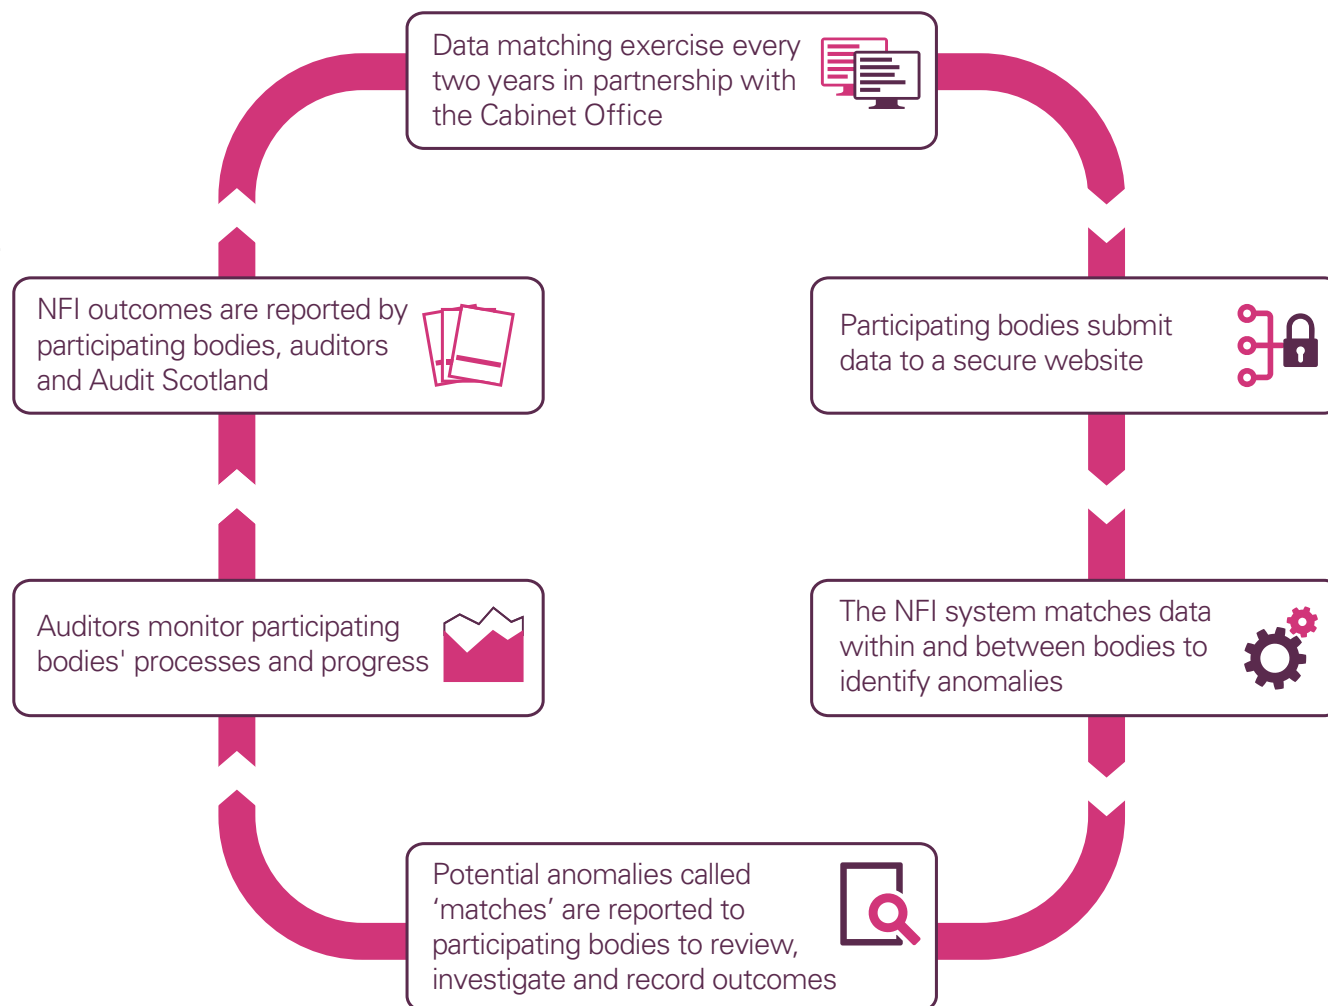 Data matching exercise every
two years in partnership with
the Cabinet Office
Participating bodies submit
data to a secure website
The NFI system matches data
within and between bodies to
identify anomalies
Potential anomalies called
‘matches’ are reported to
participating bodies to review,
investigate and record outcomes
Auditors monitor participating
bodies' processes and progress
NFI outcomes are reported by
participating bodies, auditors
and Audit Scotland